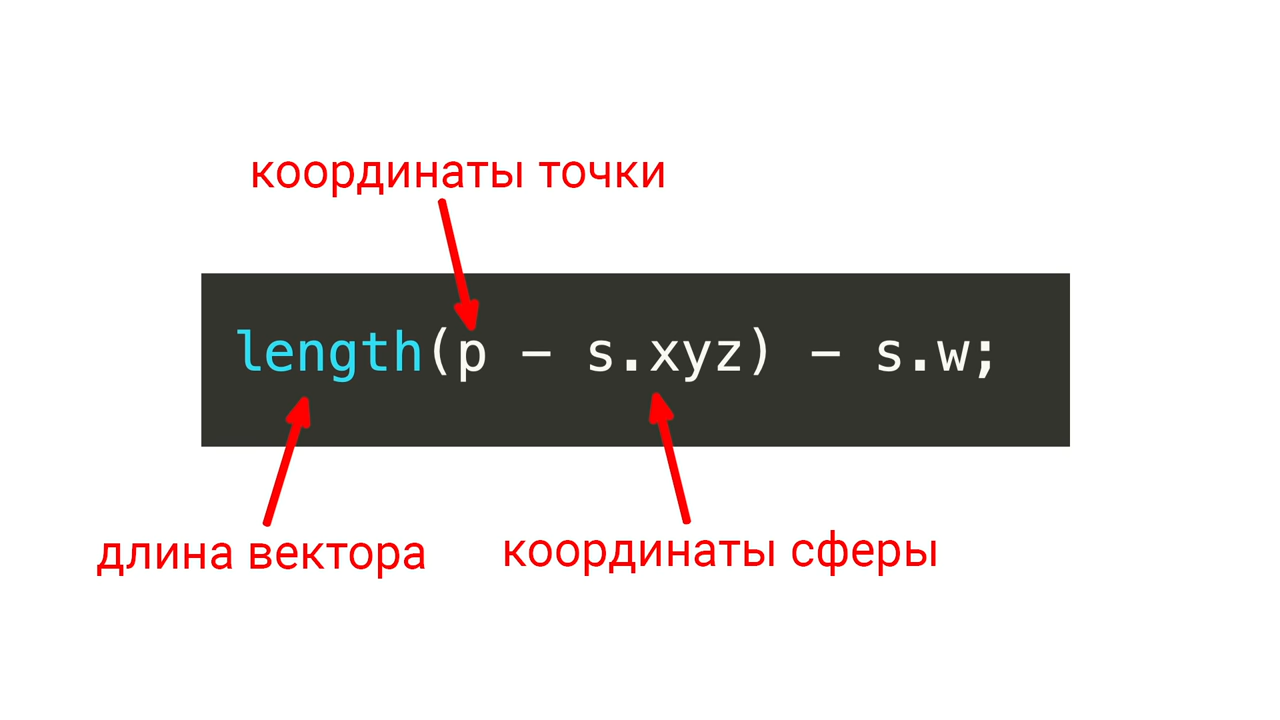 координаты точки
length(p - s.xyz) - s.w;
длина вектора
координаты сферы